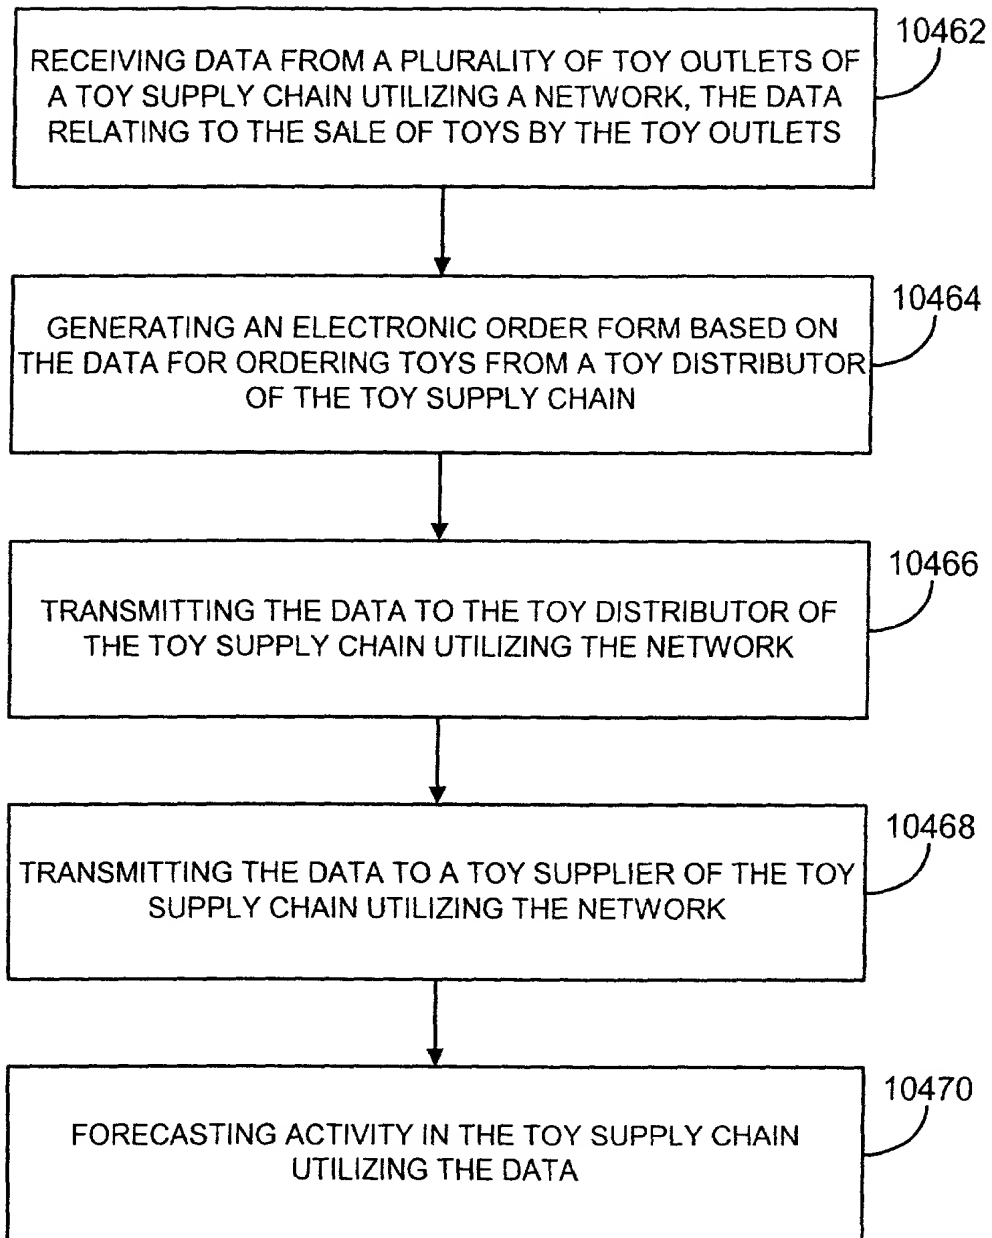 10462
RECEIVING DATA FROM A PLURALITY OF TOY OUTLETS OF
A TOY SUPPLY CHAIN UTILIZING A NETWORK, THE DATA
RELATING TO THE SALE OF TOYS BY THE TOY OUTLETS
10464
GENERATING AN ELECTRONIC ORDER FORM BASED ON
THE DATA FOR ORDERING TOYS FROM A TOY DISTRIBUTOR
OF THE TOY SUPPLY CHAIN
10466
TRANSMITTING THE DATA TO THE TOY DISTRIBUTOR OF
THE TOY SUPPLY CHAIN UTILIZING THE NETWORK
10468
TRANSMITTING THE DATA TO A TOY SUPPLIER OF THE TOY
SUPPLY CHAIN UTILIZING THE NETWORK
10470
FORECASTING ACTIVITY IN THE TOY SUPPLY CHAIN
UTILIZING THE DATA